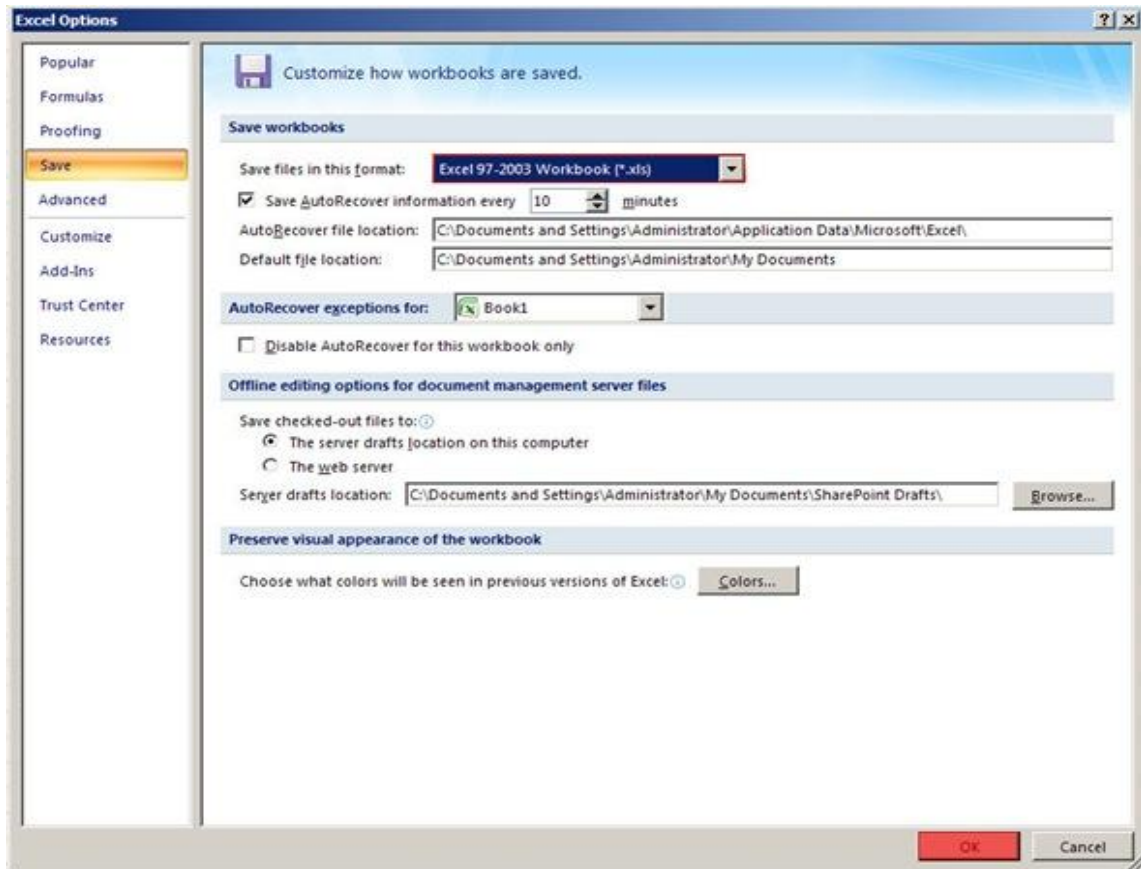 Excel Options
Popular
Formulas
Proofing
Save
Advanced
Customize
Add-Ins
Trust Center
Resources
Customize how workbooks are saved.
Save workbooks
Save files in this format: Excel 97-2003 Workbook (*.xls)
Save AutoRecover information every 10 minutes
AutoRecover file location: C:\Documents and Settings\Administrator\Application Data\Microsoft\Excel\
Default file location: C:\Documents and Settings\Administrator\My Documents
AutoRecover exceptions for: Book1
Disable AutoRecover for this workbook only
Offline editing options for document management server files
Save checked-out files to:
The server drafts location on this computer
The web server
Server drafts location: C:\Documents and Settings\Administrator\My Documents\SharePoint Drafts\ Browse...
Preserve visual appearance of the workbook
Choose what colors will be seen in previous versions of Excel: Colors...
OK Cancel